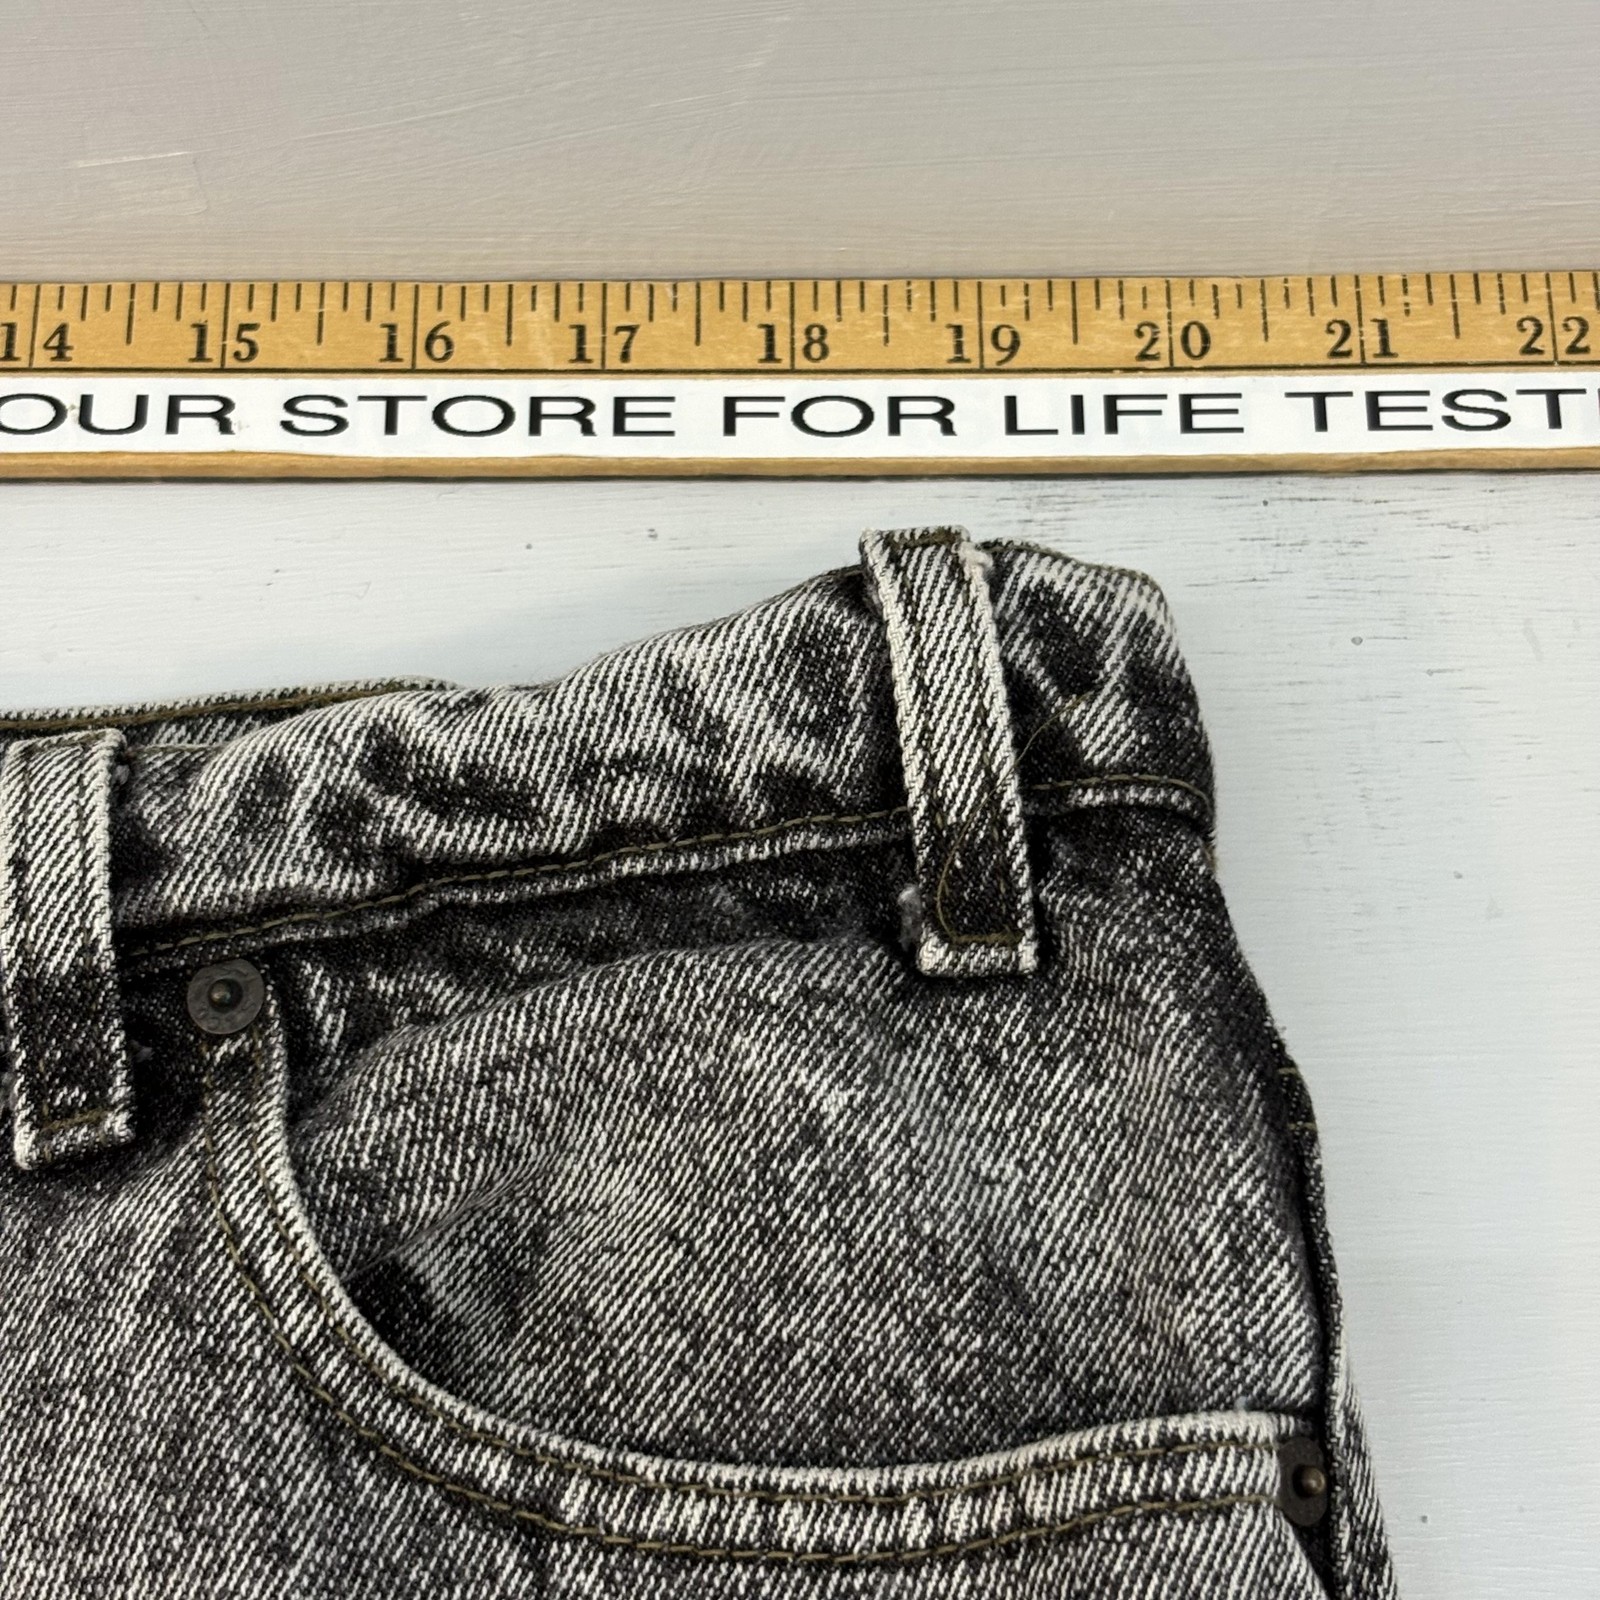 14 15 16 17 18 19 20 21 22
OUR STORE FOR LIFE TEST